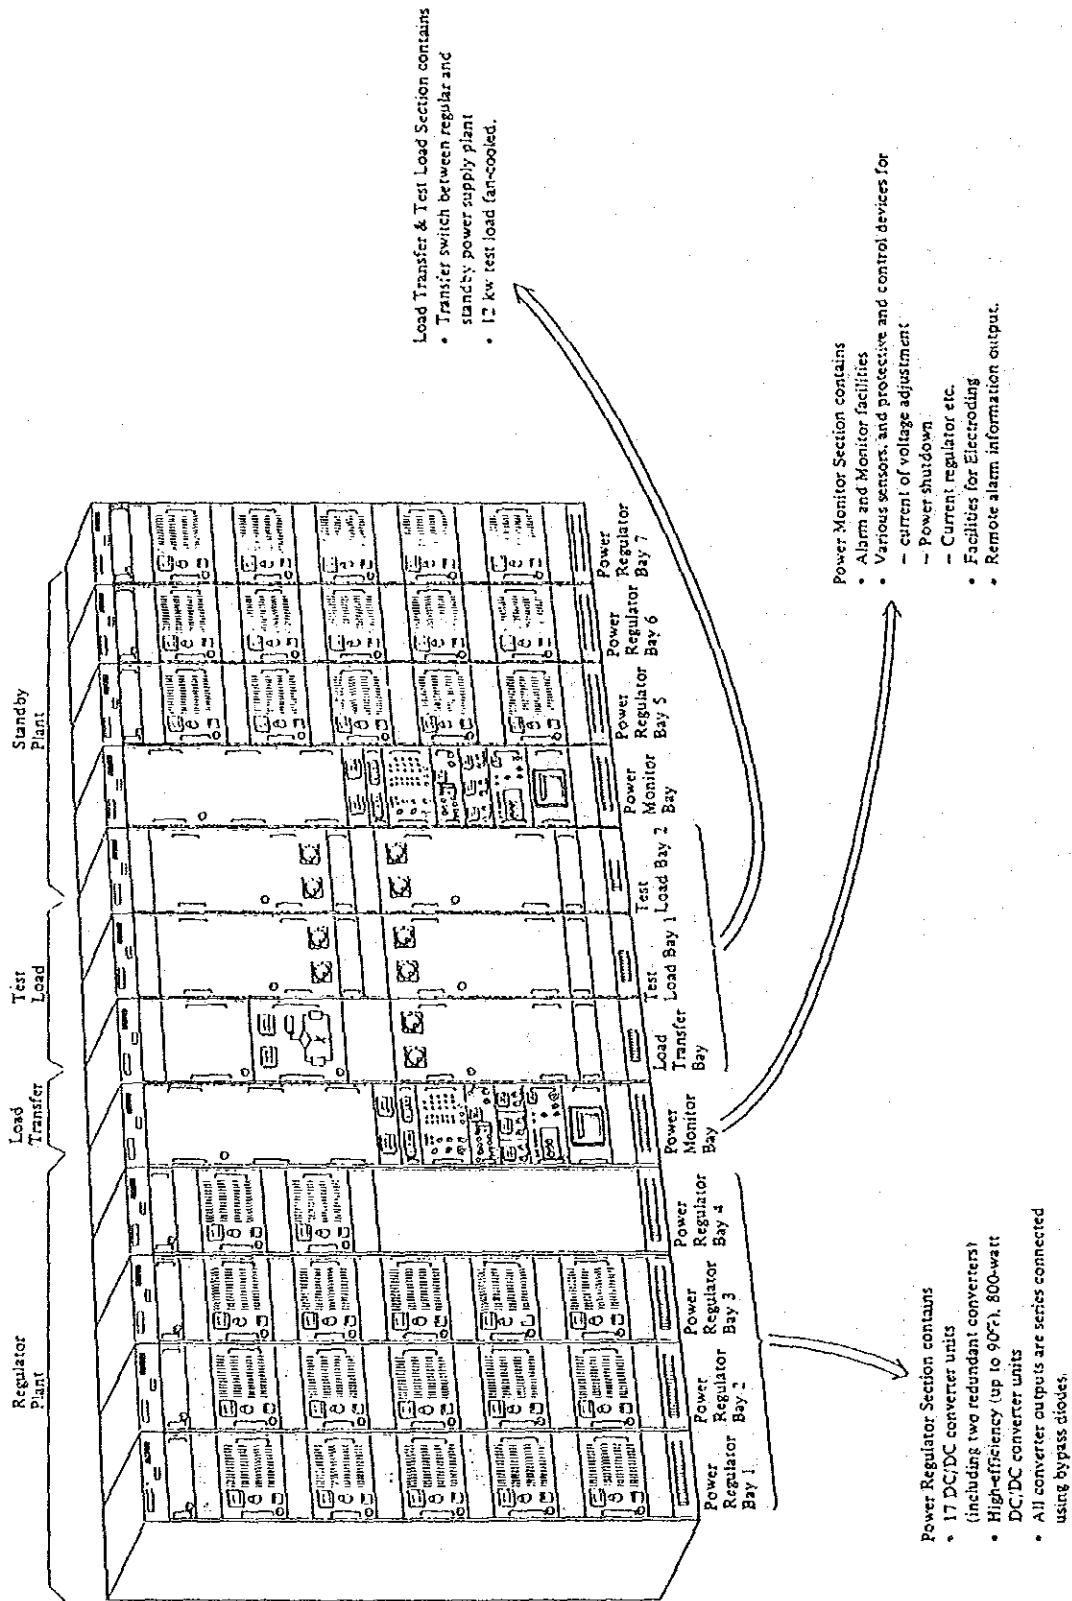 Regulator
Plant
Load
Transfer
Test
Load
Standby
Plant
Power
Regulator
Bay 1
Power
Regulator
Bay 2
Power
Regulator
Bay 3
Power
Regulator
Bay 4
Power
Monitor
Bay
Load
Transfer
Bay
Test
Load Bay 1
Test
Load Bay 2
Power
Monitor
Bay
Power
Regulator
Bay 5
Power
Regulator
Bay 6
Power
Regulator
Bay 7
Load Transfer & Test Load Section contains
• Transfer switch between regular and
standby power supply plant
• 12 kw test load fan-cooled.
Power Monitor Section contains
• Alarm and Monitor facilities
• Various sensors, and protective and control devices for
– current of voltage adjustment
– Power shutdown
– Current regulator etc.
• Facilities for Electroding
• Remote alarm information output.
Power Regulator Section contains
• 17 DC/DC converter units
(including two redundant converters)
• High-efficiency (up to 90%), 800-watt
DC/DC converter units
• All converter outputs are series connected
using bypass diodes.